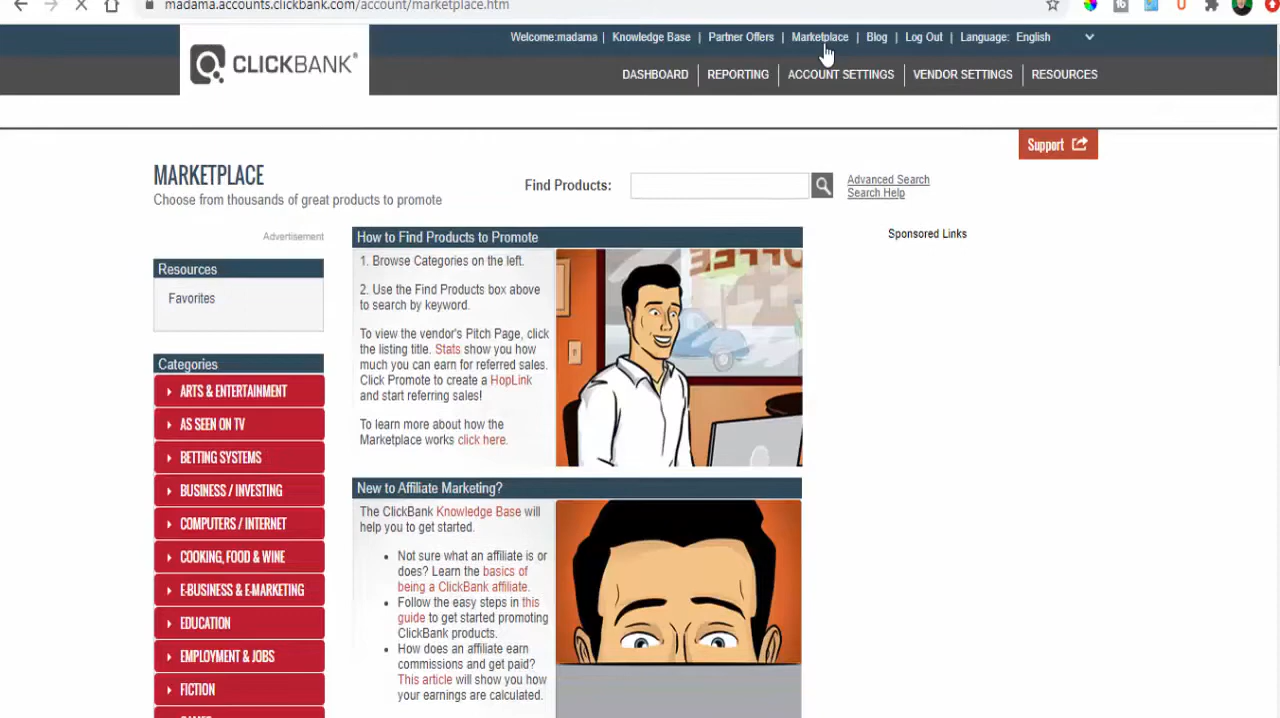 madama.accounts.clickbank.com/account/marketplace.htm
Welcome:madama | Knowledge Base | Partner Offers | Marketplace | Blog | Log Out | Language: English
CLICKBANK®
DASHBOARD | REPORTING | ACCOUNT SETTINGS | VENDOR SETTINGS | RESOURCES
Support
MARKETPLACE
Choose from thousands of great products to promote
Find Products:
Advanced Search
Search Help
Advertisement
Resources
Favorites
Categories
ARTS & ENTERTAINMENT
AS SEEN ON TV
BETTING SYSTEMS
BUSINESS / INVESTING
COMPUTERS / INTERNET
COOKING, FOOD & WINE
E-BUSINESS & E-MARKETING
EDUCATION
EMPLOYMENT & JOBS
FICTION
GAMES
How to Find Products to Promote
1. Browse Categories on the left.
2. Use the Find Products box above
to search by keyword.
To view the vendor's Pitch Page, click
the listing title. Stats show you how
much you can earn for referred sales.
Click Promote to create a HopLink
and start referring sales!
To learn more about how the
Marketplace works click here.
OFFEE
New to Affiliate Marketing?
The ClickBank Knowledge Base will
help you to get started.
• Not sure what an affiliate is or
does? Learn the basics of
being a ClickBank affiliate.
• Follow the easy steps in this
guide to get started promoting
ClickBank products.
• How does an affiliate earn
commissions and get paid?
This article will show you how
your earnings are calculated.
Sponsored Links